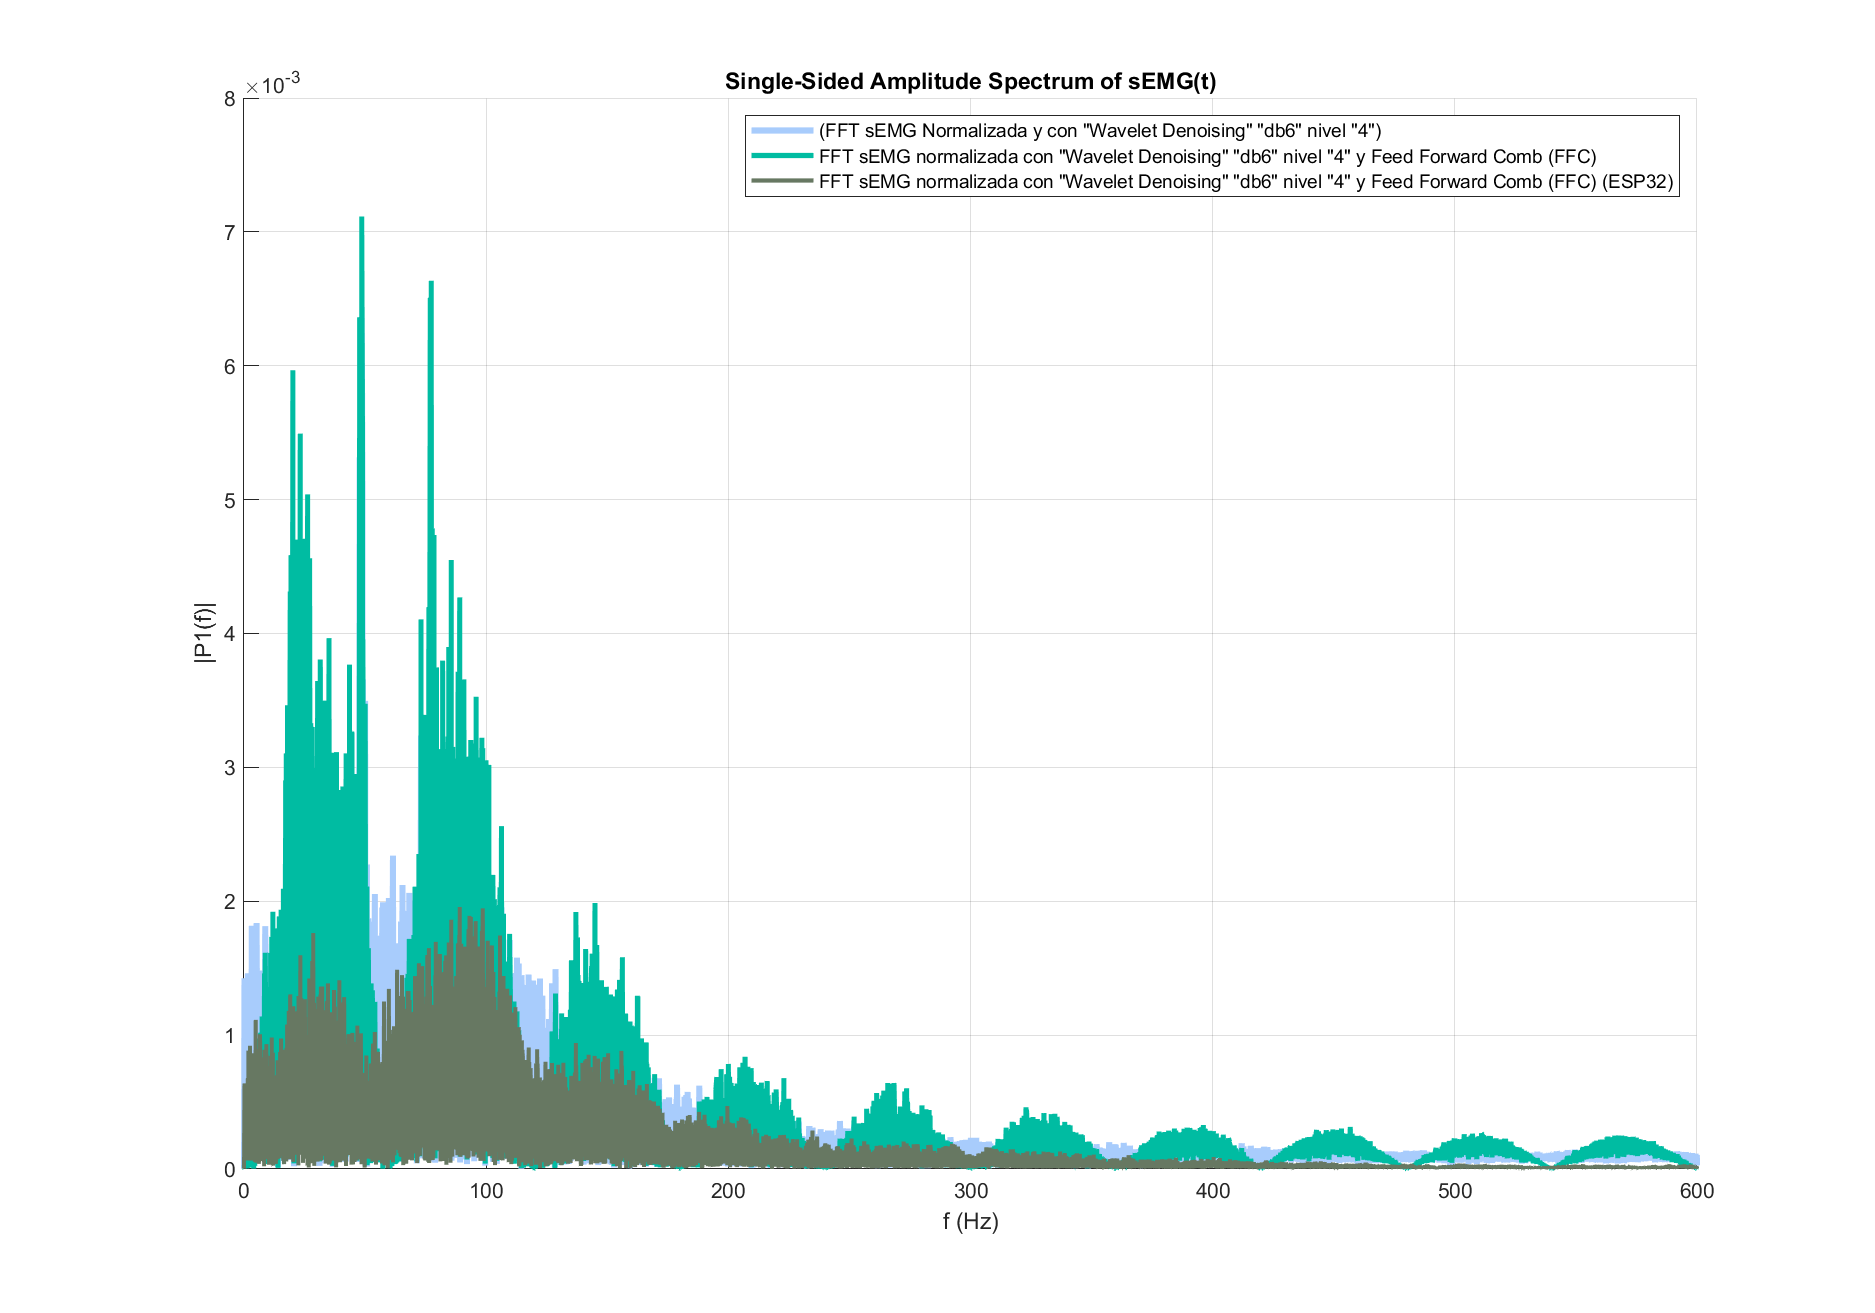 Single-Sided Amplitude Spectrum of sEMG(t)
×10-3
(FFT sEMG Normalizada y con "Wavelet Denoising" "db6" nivel "4")
FFT sEMG normalizada con "Wavelet Denoising" "db6" nivel "4" y Feed Forward Comb (FFC)
FFT sEMG normalizada con "Wavelet Denoising" "db6" nivel "4" y Feed Forward Comb (FFC) (ESP32)
8
7
6
5
4
3
2
1
0
|P1(f)|
0 100 200 300 400 500 600
f (Hz)